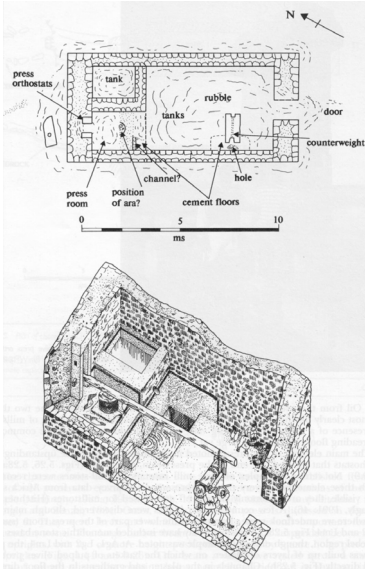 N
press
orthostats
tank
rubble
tanks
door
counterweight
channel?
press
room
position
of ara?
cement floors
hole
0
5
10
ms